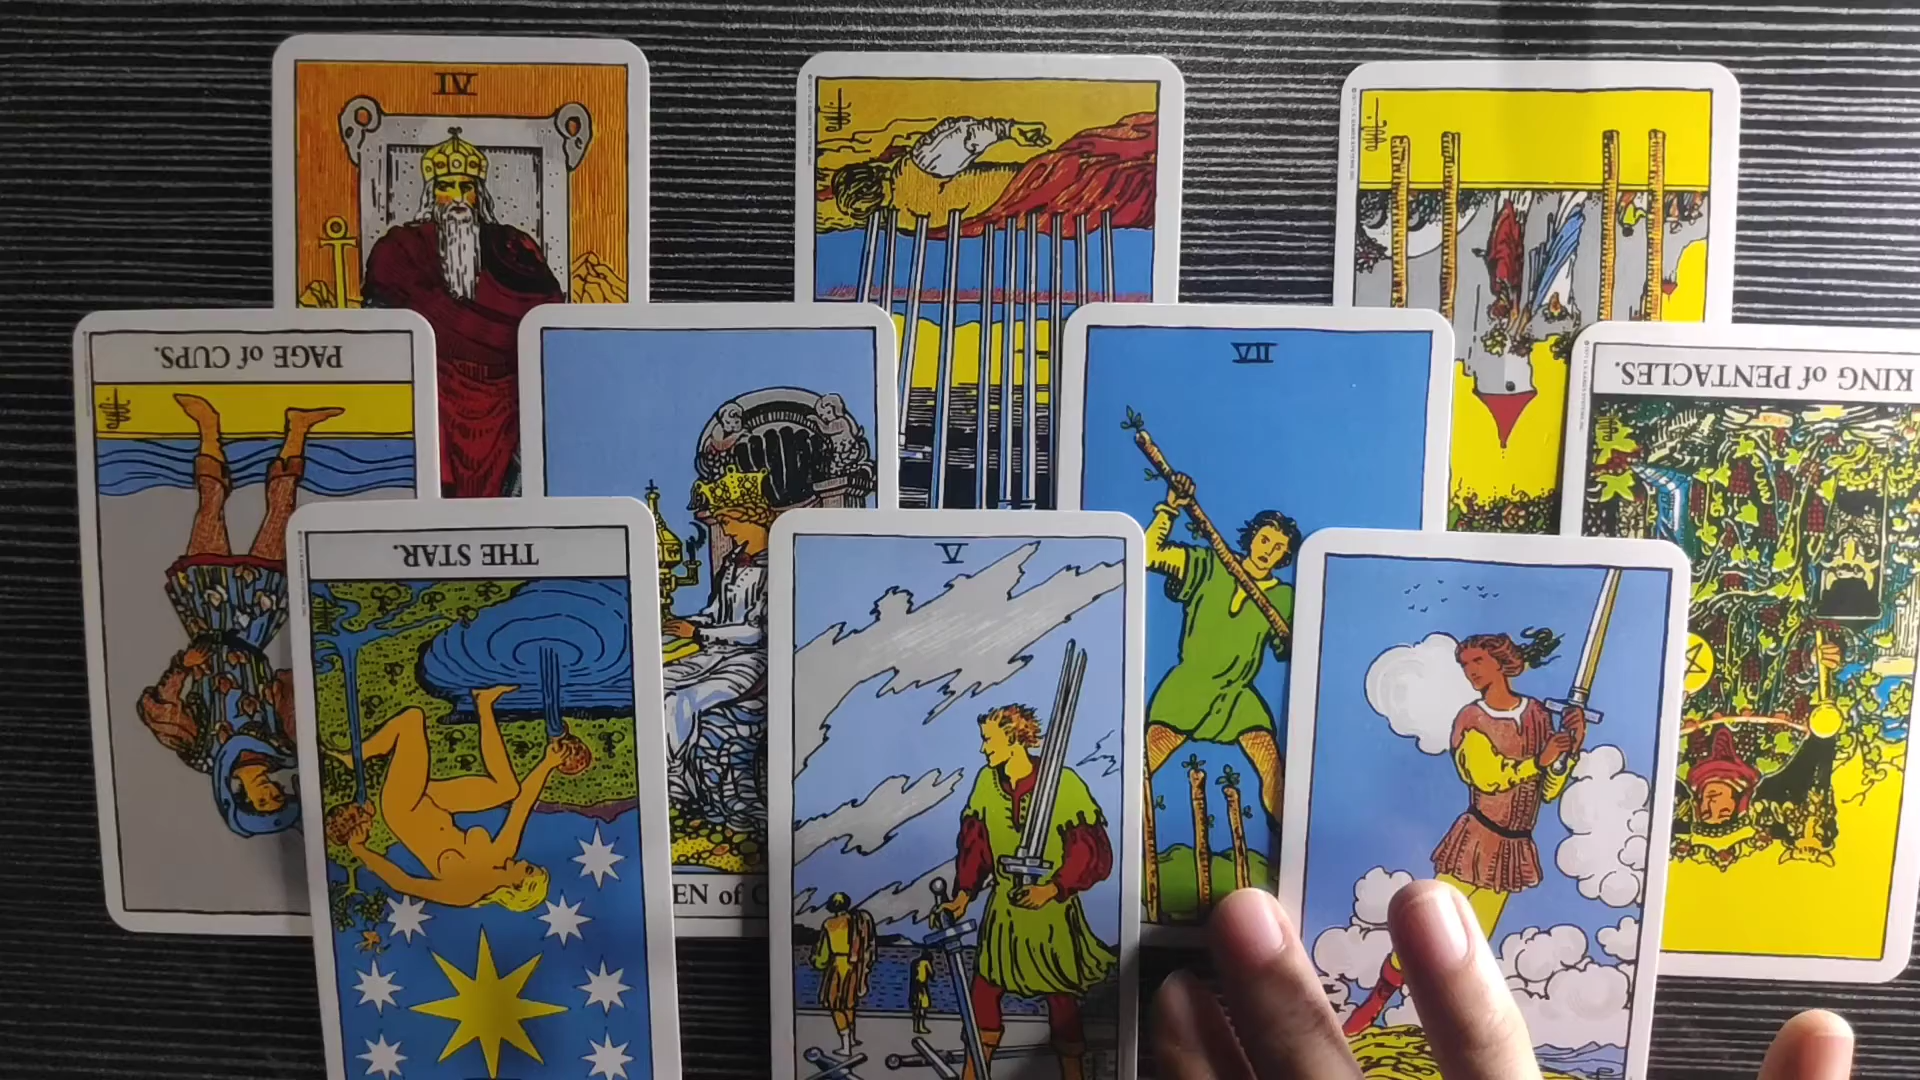 IV
PAGE of CUPS.
VII
KING of PENTACLES.
THE STAR.
V
EN of C